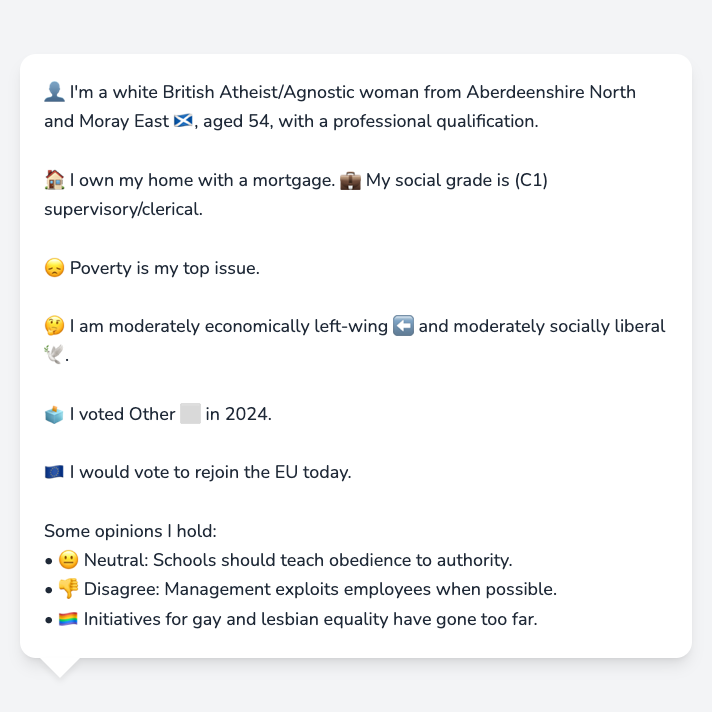 👤 I'm a white British Atheist/Agnostic woman from Aberdeenshire North
and Moray East 🏴󠁧󠁢󠁳󠁣󠁴󠁿, aged 54, with a professional qualification.
🏠 I own my home with a mortgage. 💼 My social grade is (C1)
supervisory/clerical.
😞 Poverty is my top issue.
🤔 I am moderately economically left-wing ⬅️ and moderately socially liberal
🕊️.
🗳️ I voted Other ⬜ in 2024.
🇪🇺 I would vote to rejoin the EU today.
Some opinions I hold:
• 😐 Neutral: Schools should teach obedience to authority.
• 👎 Disagree: Management exploits employees when possible.
• 🏳️‍🌈 Initiatives for gay and lesbian equality have gone too far.